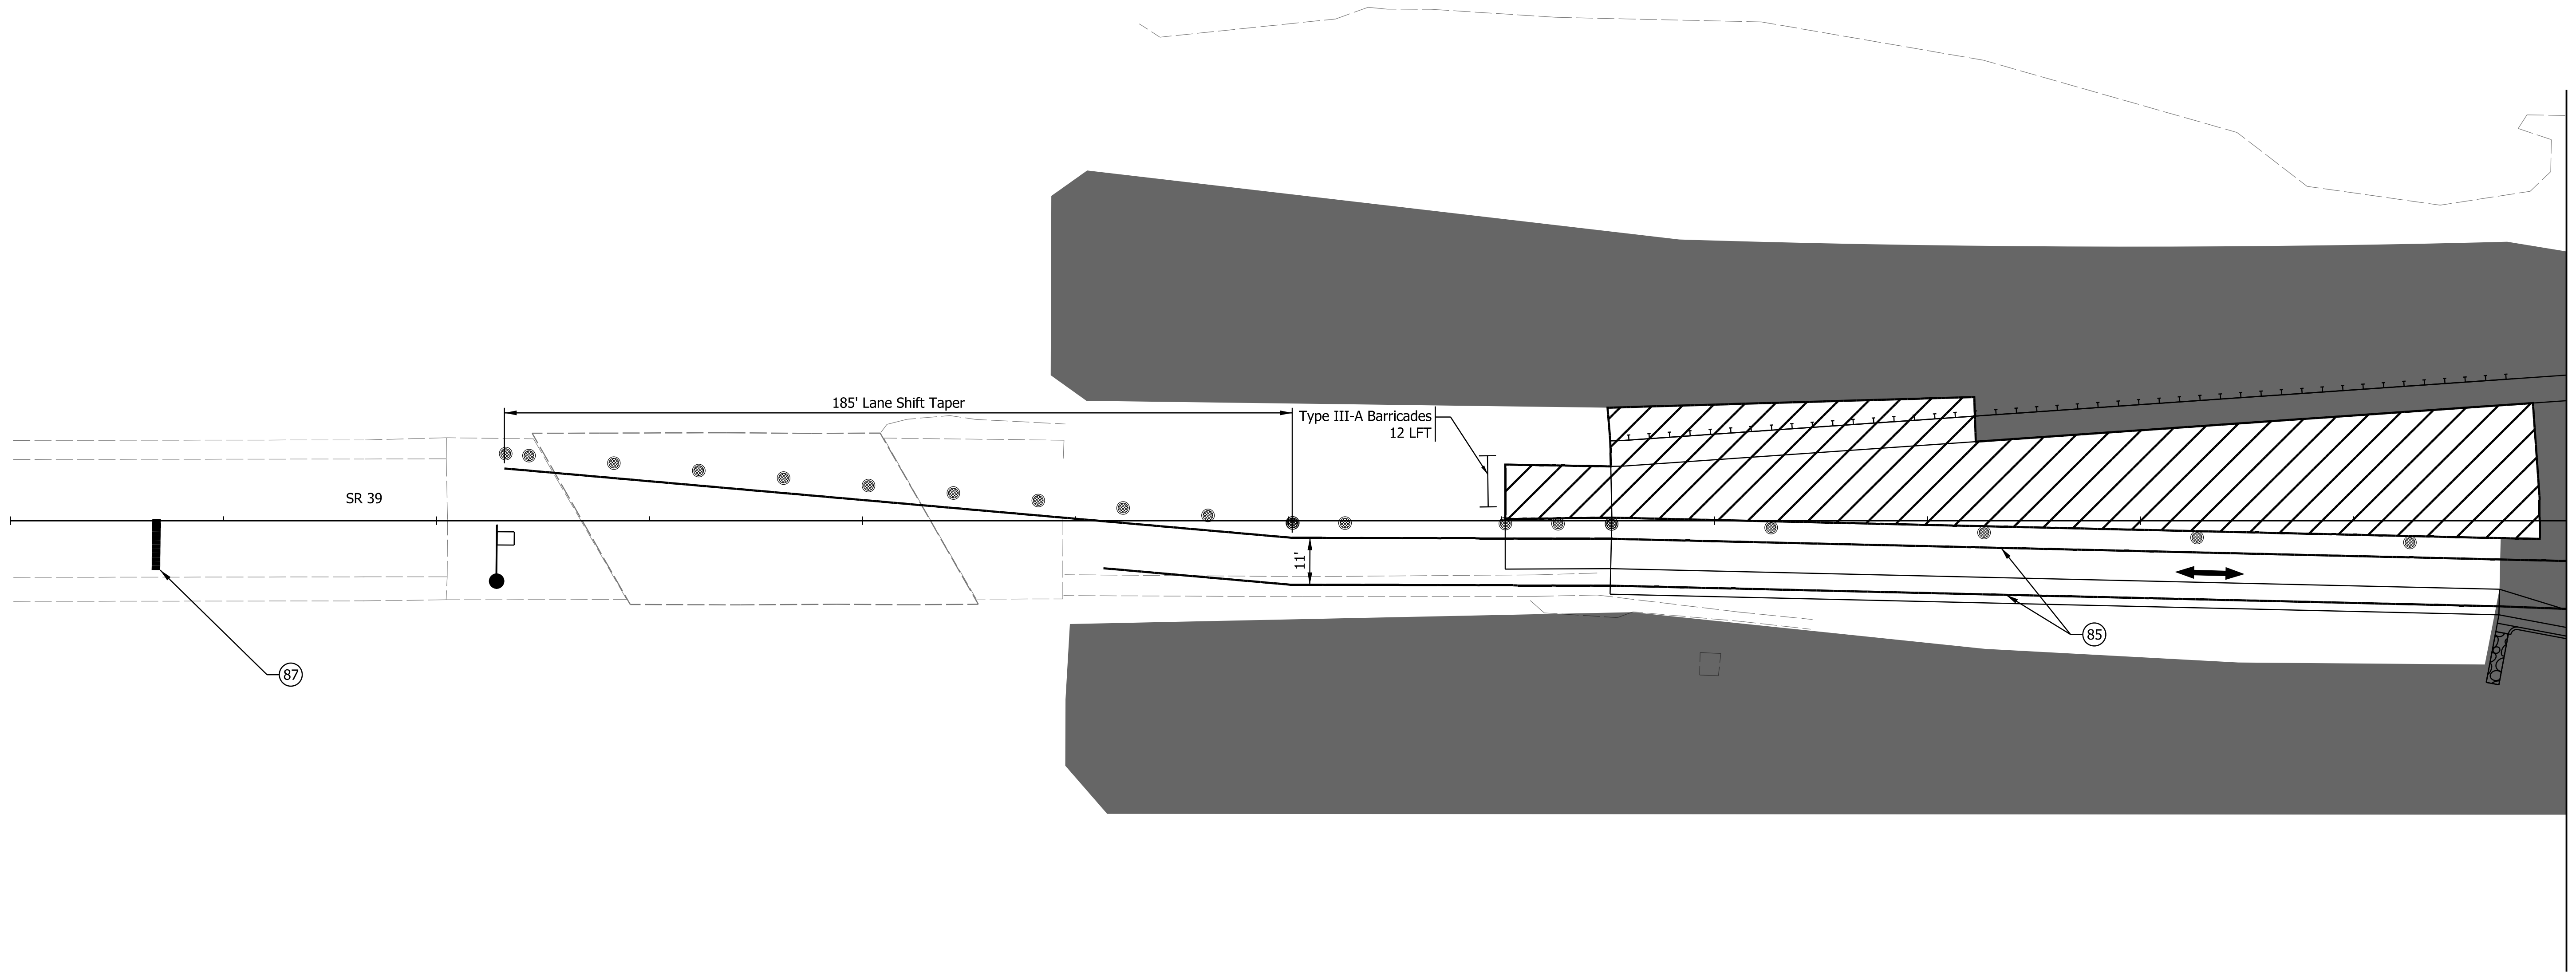 185' Lane Shift Taper
Type III-A Barricades
12 LFT
SR 39
11'
85
87